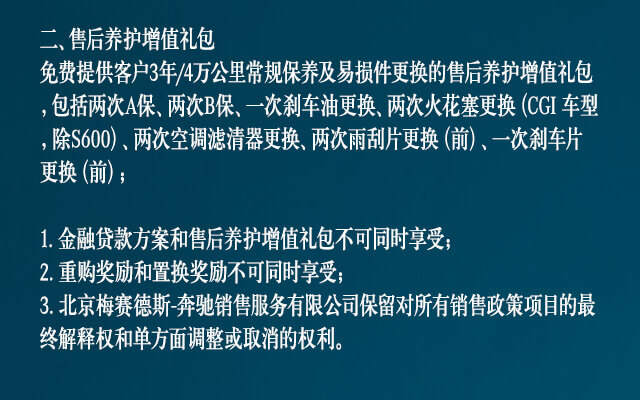 二、售后养护增值礼包
免费提供客户3年/4万公里常规保养及易损件更换的售后养护增值礼包
,包括两次A保、两次B保、一次刹车油更换、两次火花塞更换(CGI 车型
,除S600)、两次空调滤清器更换、两次雨刮片更换(前)、一次刹车片
更换(前);
1. 金融贷款方案和售后养护增值礼包不可同时享受;
2. 重购奖励和置换奖励不可同时享受;
3. 北京梅赛德斯-奔驰销售服务有限公司保留对所有销售政策项目的最
终解释权和单方面调整或取消的权利。